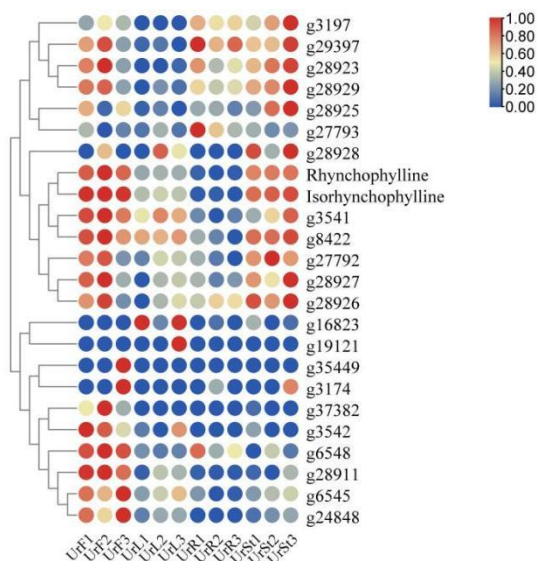 g3197
g29397
g28923
g28929
g28925
g27793
g28928
Rhynchophylline
Isorhynchophylline
g3541
g8422
g27792
g28927
g28926
g16823
g19121
g35449
g3174
g37382
g3542
g6548
g28911
g6545
g24848
UrF1 UrF2 UrF3 UrL1 UrL2 UrL3 UrR1 UrR2 UrR3 UrSt1 UrSt2 UrSt3
1.00
0.80
0.60
0.40
0.20
0.00